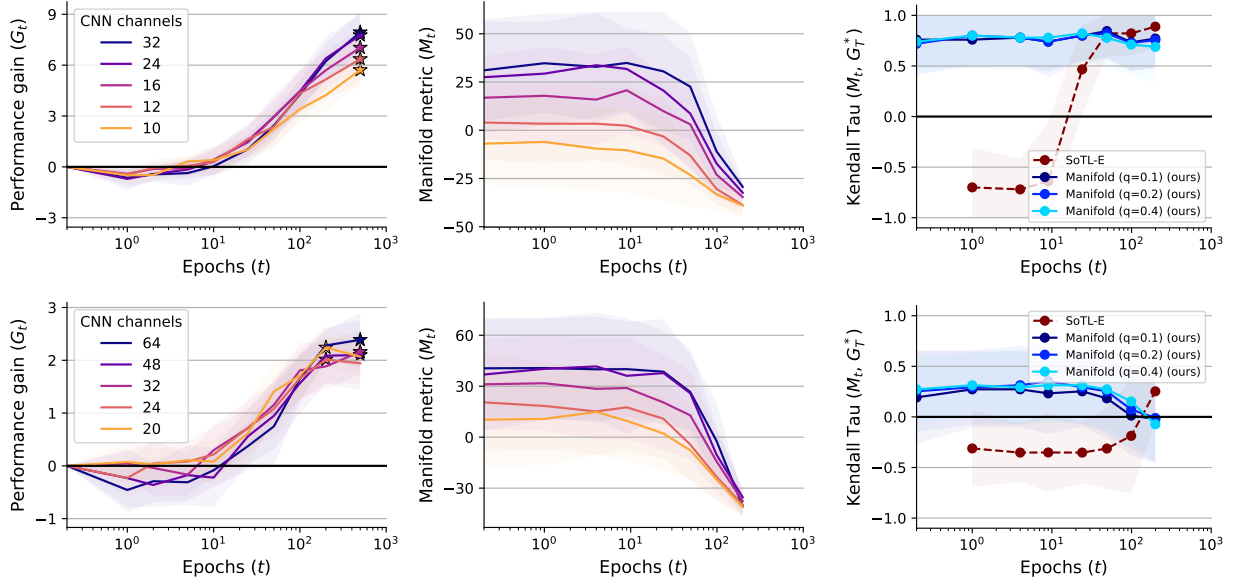 Performance gain (G_t)
9
6
3
0
−3
CNN channels
32
24
16
12
10
10^0
10^1
10^2
10^3
Epochs (t)
Manifold metric (M_t)
50
25
0
−25
−50
10^0
10^1
10^2
10^3
Epochs (t)
Kendall Tau (M_t, G_T^*)
1.0
0.5
0.0
−0.5
−1.0
SoTL-E
Manifold (q=0.1) (ours)
Manifold (q=0.2) (ours)
Manifold (q=0.4) (ours)
10^0
10^1
10^2
10^3
Epochs (t)
Performance gain (G_t)
3
2
1
0
−1
CNN channels
64
48
32
24
20
10^0
10^1
10^2
10^3
Epochs (t)
Manifold metric (M_t)
60
30
0
−30
10^0
10^1
10^2
10^3
Epochs (t)
Kendall Tau (M_t, G_T^*)
1.0
0.5
0.0
−0.5
−1.0
SoTL-E
Manifold (q=0.1) (ours)
Manifold (q=0.2) (ours)
Manifold (q=0.4) (ours)
10^0
10^1
10^2
10^3
Epochs (t)